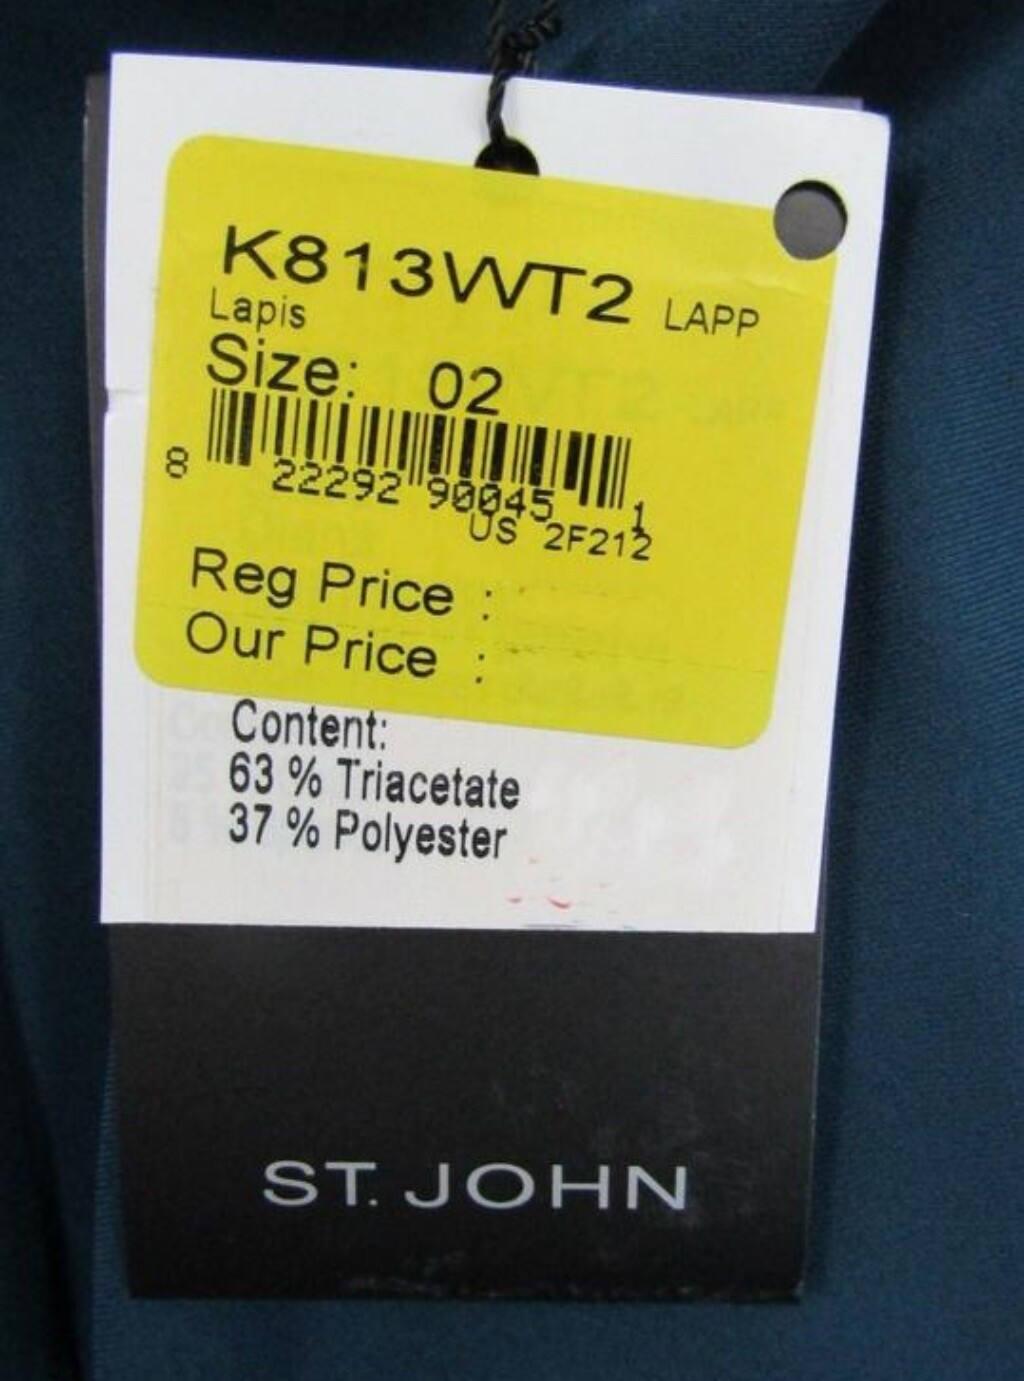 K813WT2 LAPP
Lapis
Size: 02
8 22292 90045 1
US 2F212
Reg Price :
Our Price :
Content:
63 % Triacetate
37 % Polyester
ST. JOHN